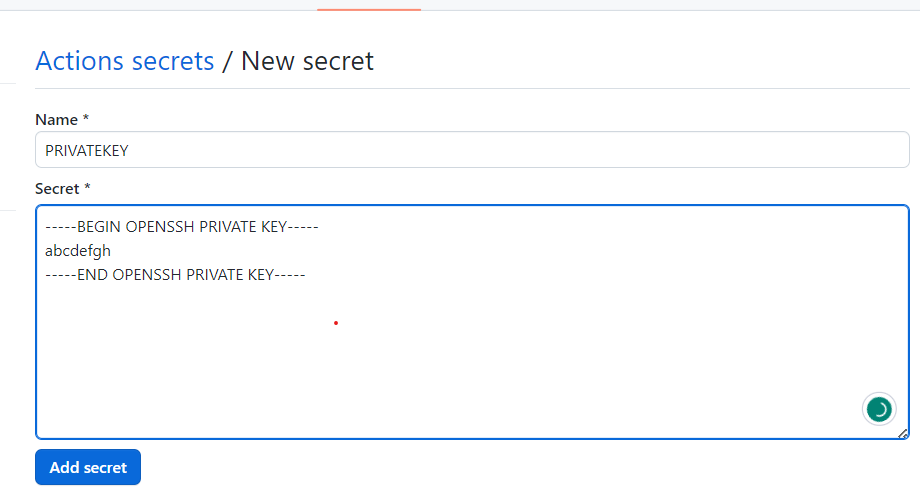 Actions secrets / New secret
Name *
PRIVATEKEY
Secret *
-----BEGIN OPENSSH PRIVATE KEY-----
abcdefgh
-----END OPENSSH PRIVATE KEY-----
Add secret